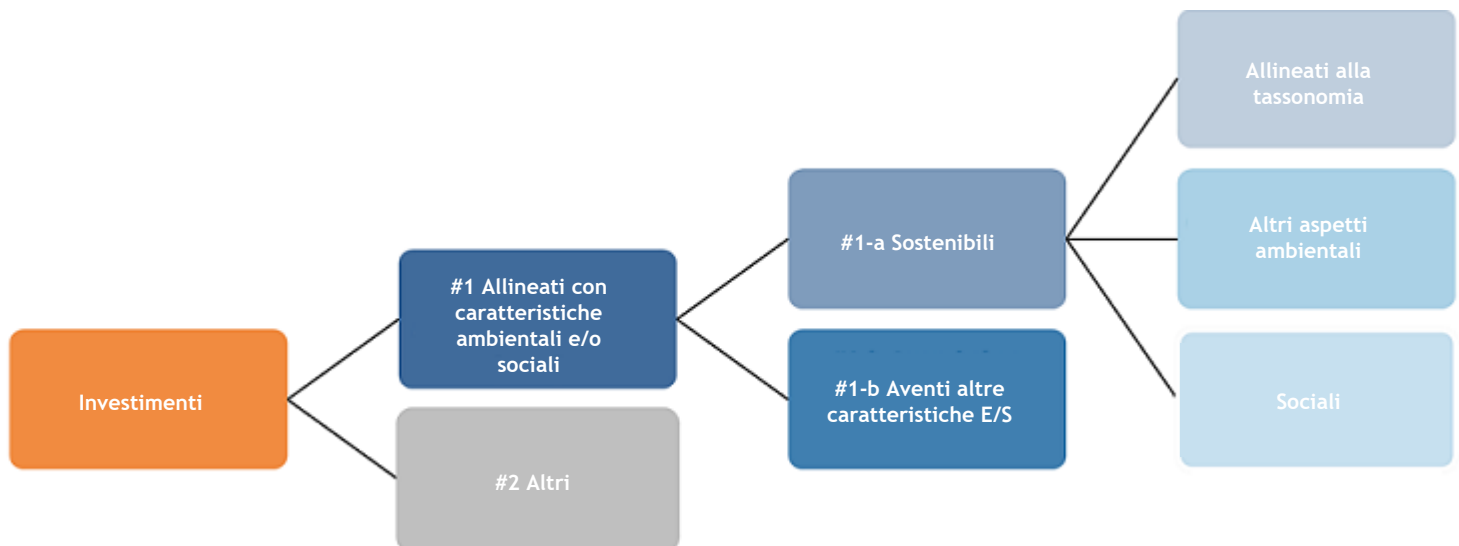 Investimenti
#1 Allineati con
caratteristiche
ambientali e/o
sociali
#2 Altri
#1-a Sostenibili
#1-b Aventi altre
caratteristiche E/S
Allineati alla
tassonomia
Altri aspetti
ambientali
Sociali